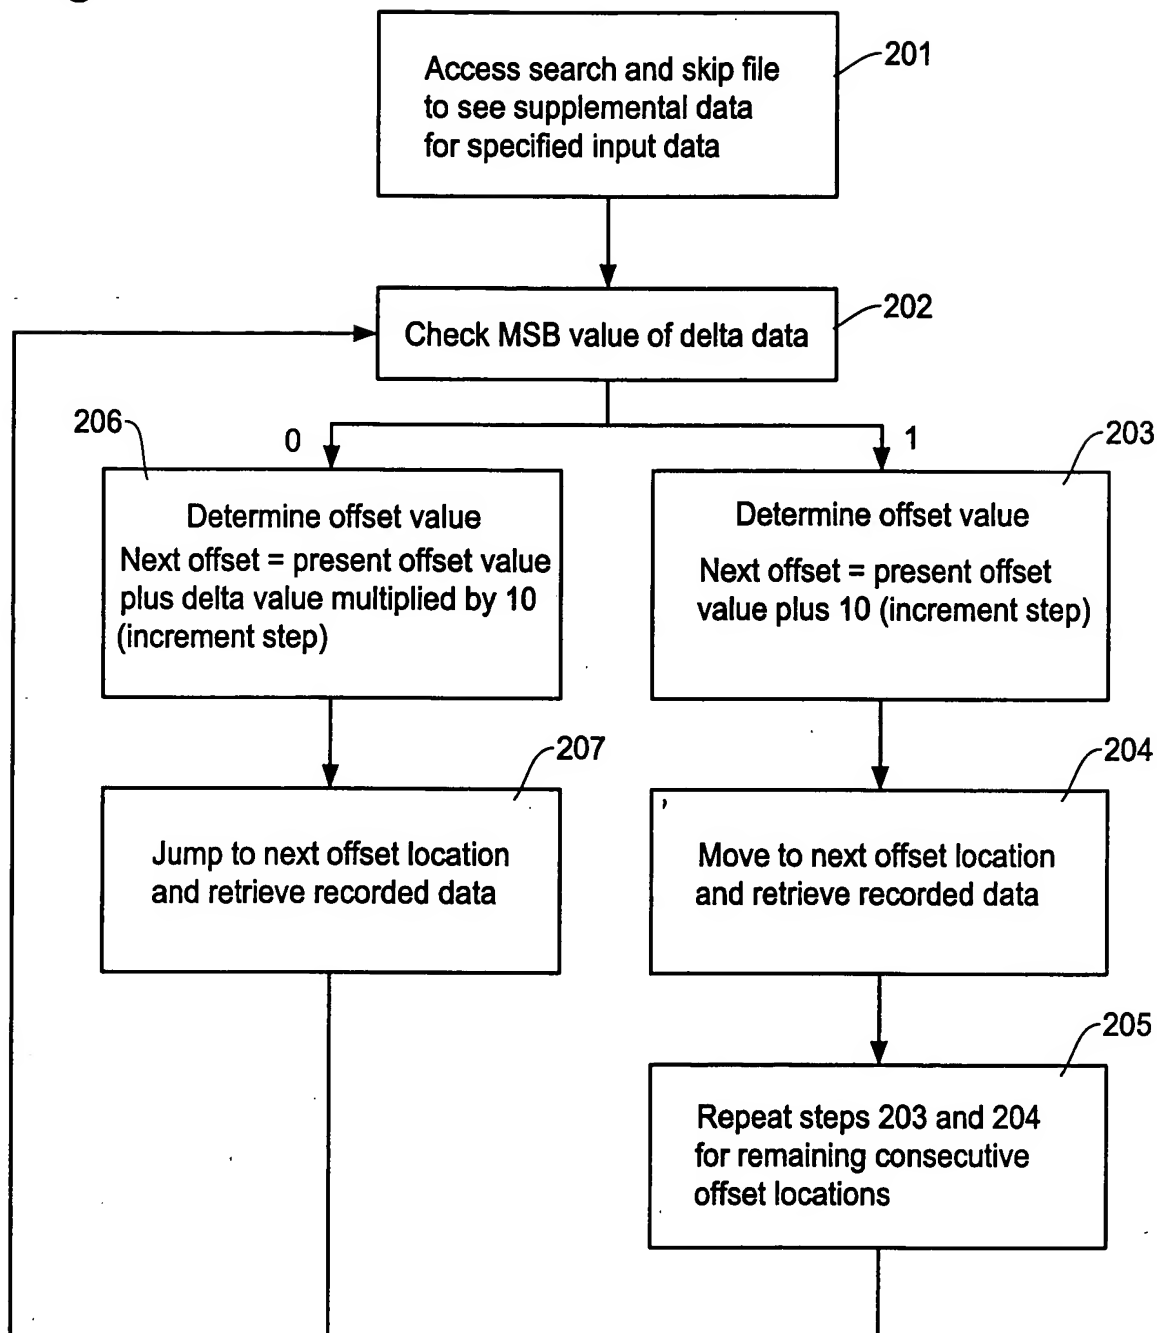 201
Access search and skip file
to see supplemental data
for specified input data
202
Check MSB value of delta data
206
0
1
203
Determine offset value
Next offset = present offset value
plus delta value multiplied by 10
(increment step)
Determine offset value
Next offset = present offset
value plus 10 (increment step)
207
204
Jump to next offset location
and retrieve recorded data
Move to next offset location
and retrieve recorded data
205
Repeat steps 203 and 204
for remaining consecutive
offset locations